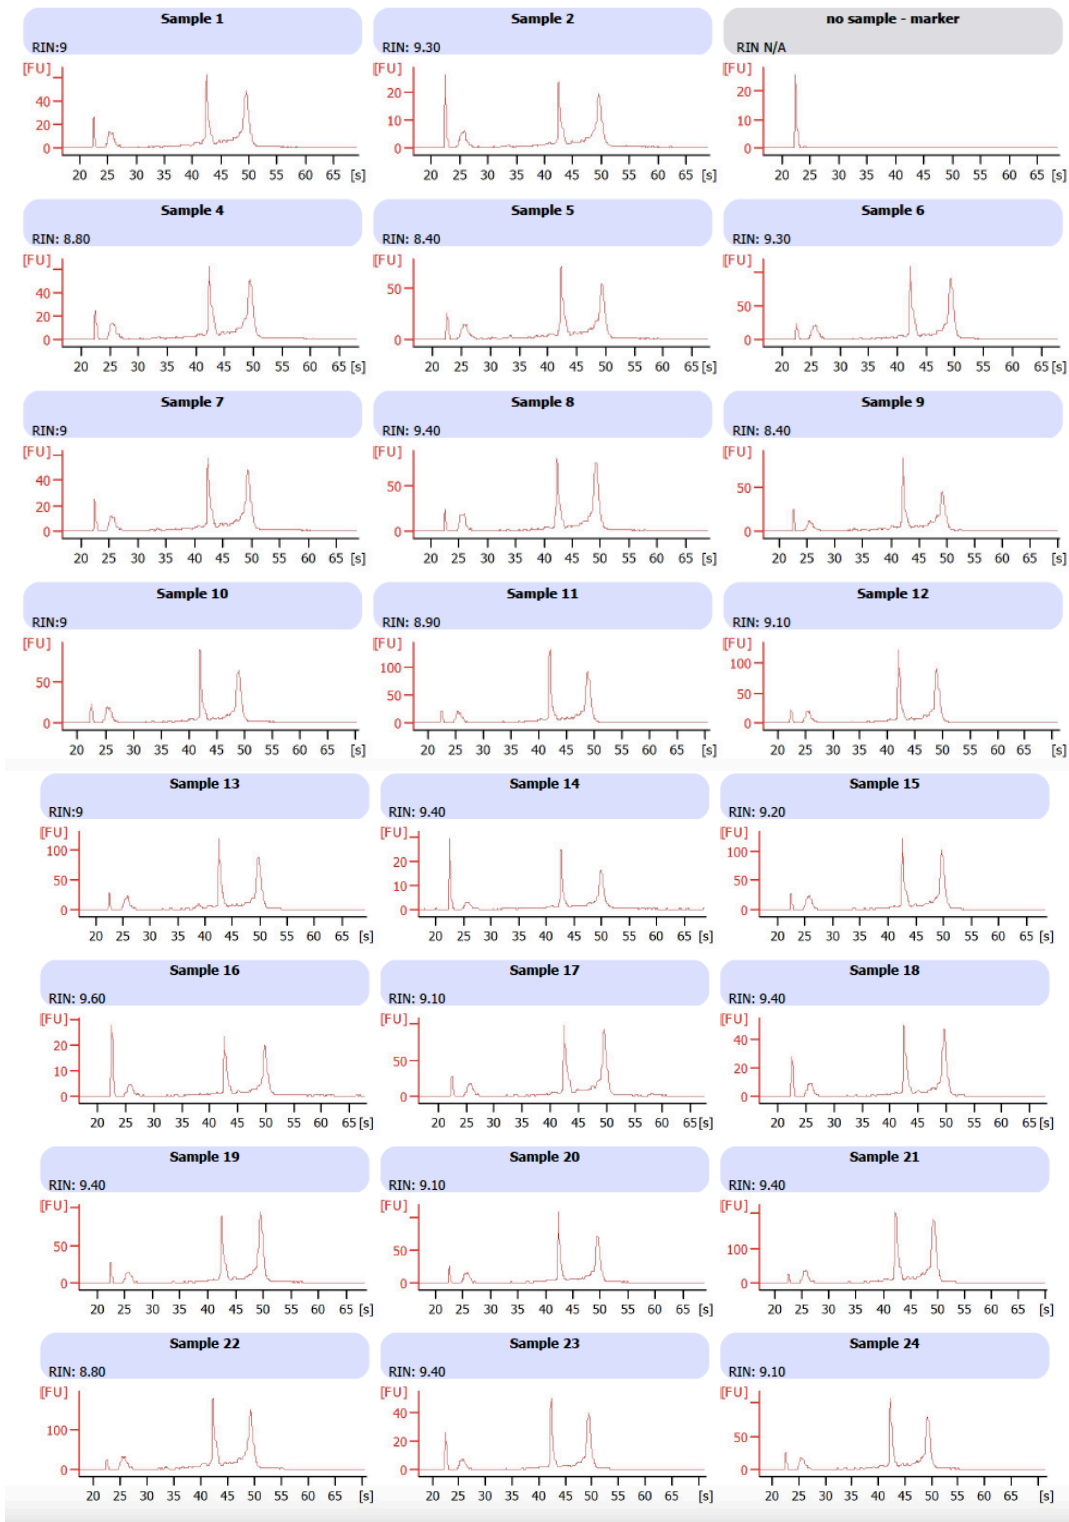 Sample 1
RIN:9
[FU]
40
20
0
20 25 30 35 40 45 50 55 60 65 [s]
Sample 2
RIN: 9.30
[FU]
20
10
0
20 25 30 35 40 45 50 55 60 65 [s]
no sample - marker
RIN N/A
[FU]
20
10
0
20 25 30 35 40 45 50 55 60 65 [s]
Sample 4
RIN: 8.80
[FU]
40
20
0
20 25 30 35 40 45 50 55 60 65 [s]
Sample 5
RIN: 8.40
[FU]
50
0
20 25 30 35 40 45 50 55 60 65 [s]
Sample 6
RIN: 9.30
[FU]
50
0
20 25 30 35 40 45 50 55 60 65 [s]
Sample 7
RIN:9
[FU]
40
20
0
20 25 30 35 40 45 50 55 60 65 [s]
Sample 8
RIN: 9.40
[FU]
50
0
20 25 30 35 40 45 50 55 60 65 [s]
Sample 9
RIN: 8.40
[FU]
50
0
20 25 30 35 40 45 50 55 60 65 [s]
Sample 10
RIN:9
[FU]
50
0
20 25 30 35 40 45 50 55 60 65 70 [s]
Sample 11
RIN: 8.90
[FU]
100
50
0
20 25 30 35 40 45 50 55 60 65 70 [s]
Sample 12
RIN: 9.10
[FU]
100
50
0
20 25 30 35 40 45 50 55 60 65 [s]
Sample 13
RIN:9
[FU]
100
50
0
20 25 30 35 40 45 50 55 60 65 [s]
Sample 14
RIN: 9.40
[FU]
20
10
0
20 25 30 35 40 45 50 55 60 65 [s]
Sample 15
RIN: 9.20
[FU]
100
50
0
20 25 30 35 40 45 50 55 60 65 [s]
Sample 16
RIN: 9.60
[FU]
20
10
0
20 25 30 35 40 45 50 55 60 65 [s]
Sample 17
RIN: 9.10
[FU]
50
0
20 25 30 35 40 45 50 55 60 65 [s]
Sample 18
RIN: 9.40
[FU]
40
20
0
20 25 30 35 40 45 50 55 60 65 [s]
Sample 19
RIN: 9.40
[FU]
50
0
20 25 30 35 40 45 50 55 60 65 [s]
Sample 20
RIN: 9.10
[FU]
50
0
20 25 30 35 40 45 50 55 60 65 [s]
Sample 21
RIN: 9.40
[FU]
100
0
20 25 30 35 40 45 50 55 60 65 [s]
Sample 22
RIN: 8.80
[FU]
100
0
20 25 30 35 40 45 50 55 60 65 [s]
Sample 23
RIN: 9.40
[FU]
40
20
0
20 25 30 35 40 45 50 55 60 65 [s]
Sample 24
RIN: 9.10
[FU]
50
0
20 25 30 35 40 45 50 55 60 65 70 [s]